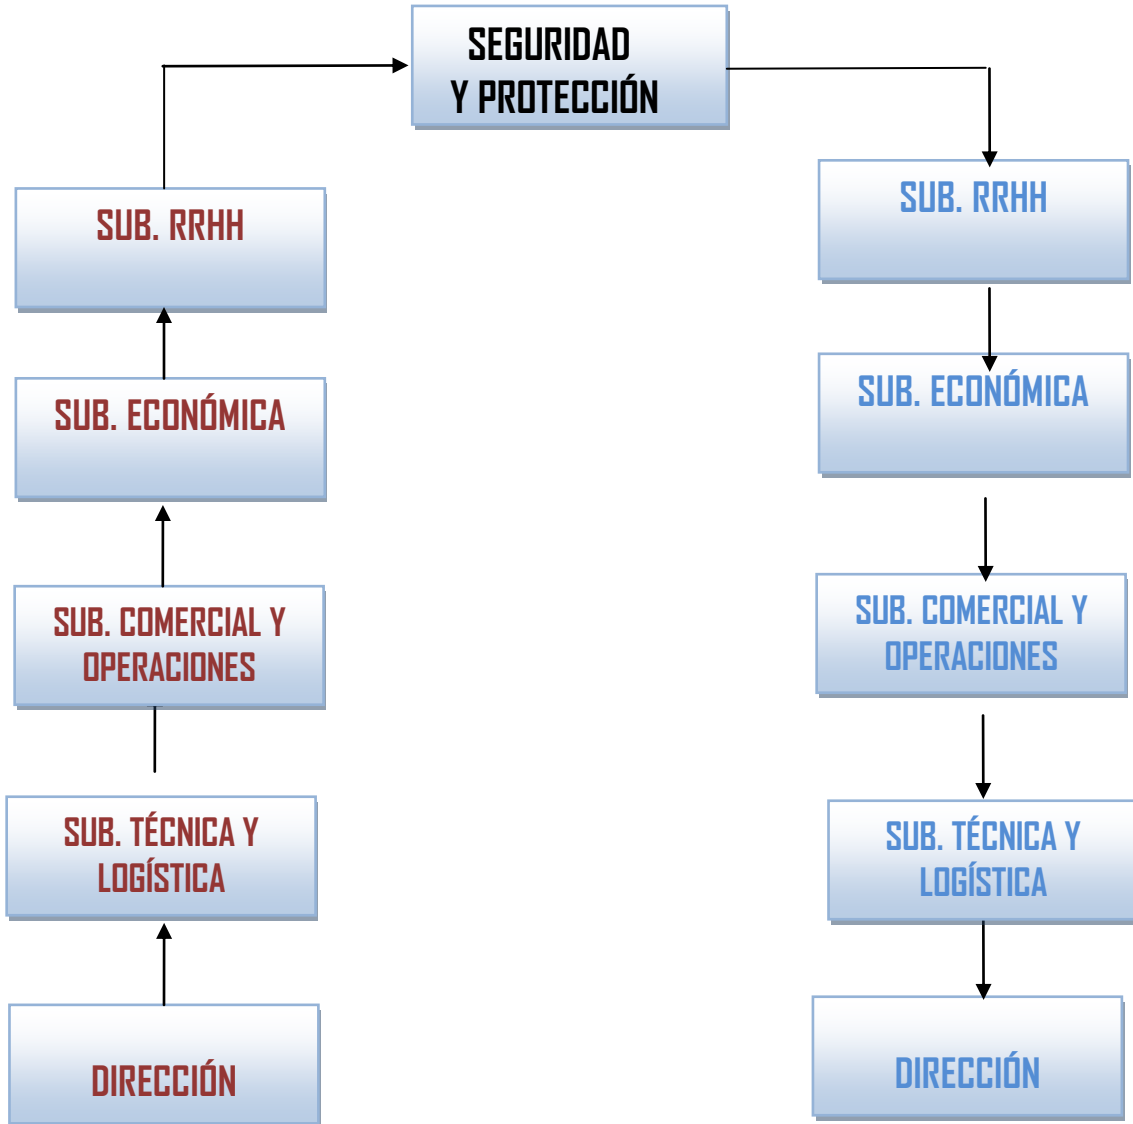 SEGURIDAD
Y PROTECCIÓN
SUB. RRHH
SUB. ECONÓMICA
SUB. COMERCIAL Y
OPERACIONES
SUB. TÉCNICA Y
LOGÍSTICA
DIRECCIÓN
SUB. RRHH
SUB. ECONÓMICA
SUB. COMERCIAL Y
OPERACIONES
SUB. TÉCNICA Y
LOGÍSTICA
DIRECCIÓN